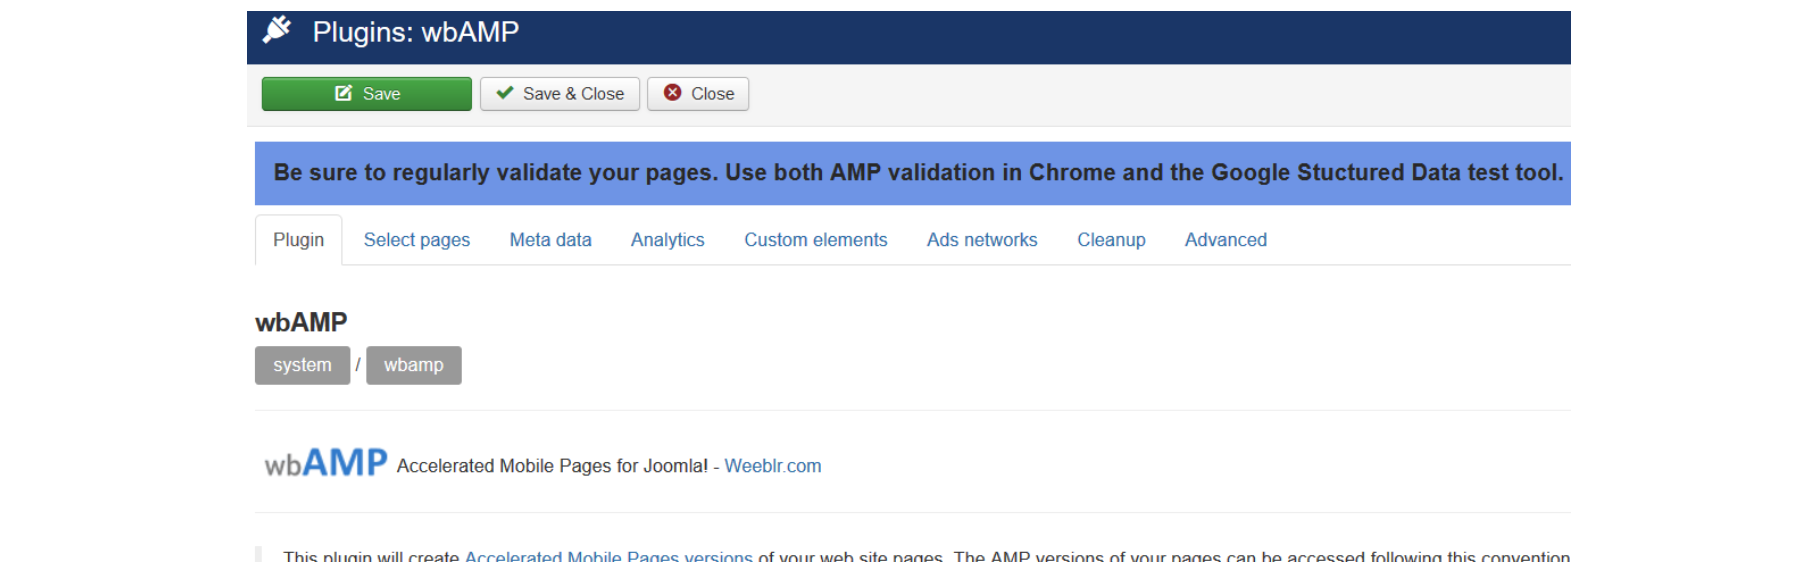 Plugins: wbAMP
Save Save & Close Close
Be sure to regularly validate your pages. Use both AMP validation in Chrome and the Google Stuctured Data test tool.
Plugin Select pages Meta data Analytics Custom elements Ads networks Cleanup Advanced
wbAMP
system / wbamp
wbAMP Accelerated Mobile Pages for Joomla! - Weeblr.com
This plugin will create Accelerated Mobile Pages versions of your web site pages. The AMP versions of your pages can be accessed following this convention